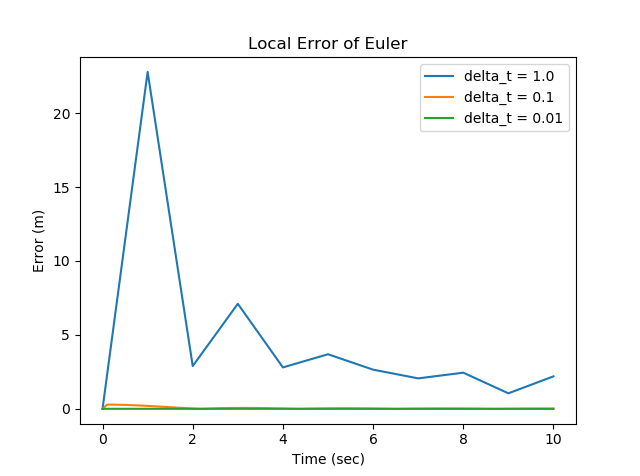 Local Error of Euler
delta_t = 1.0
delta_t = 0.1
delta_t = 0.01
Error (m)
20
15
10
5
0
0 2 4 6 8 10
Time (sec)